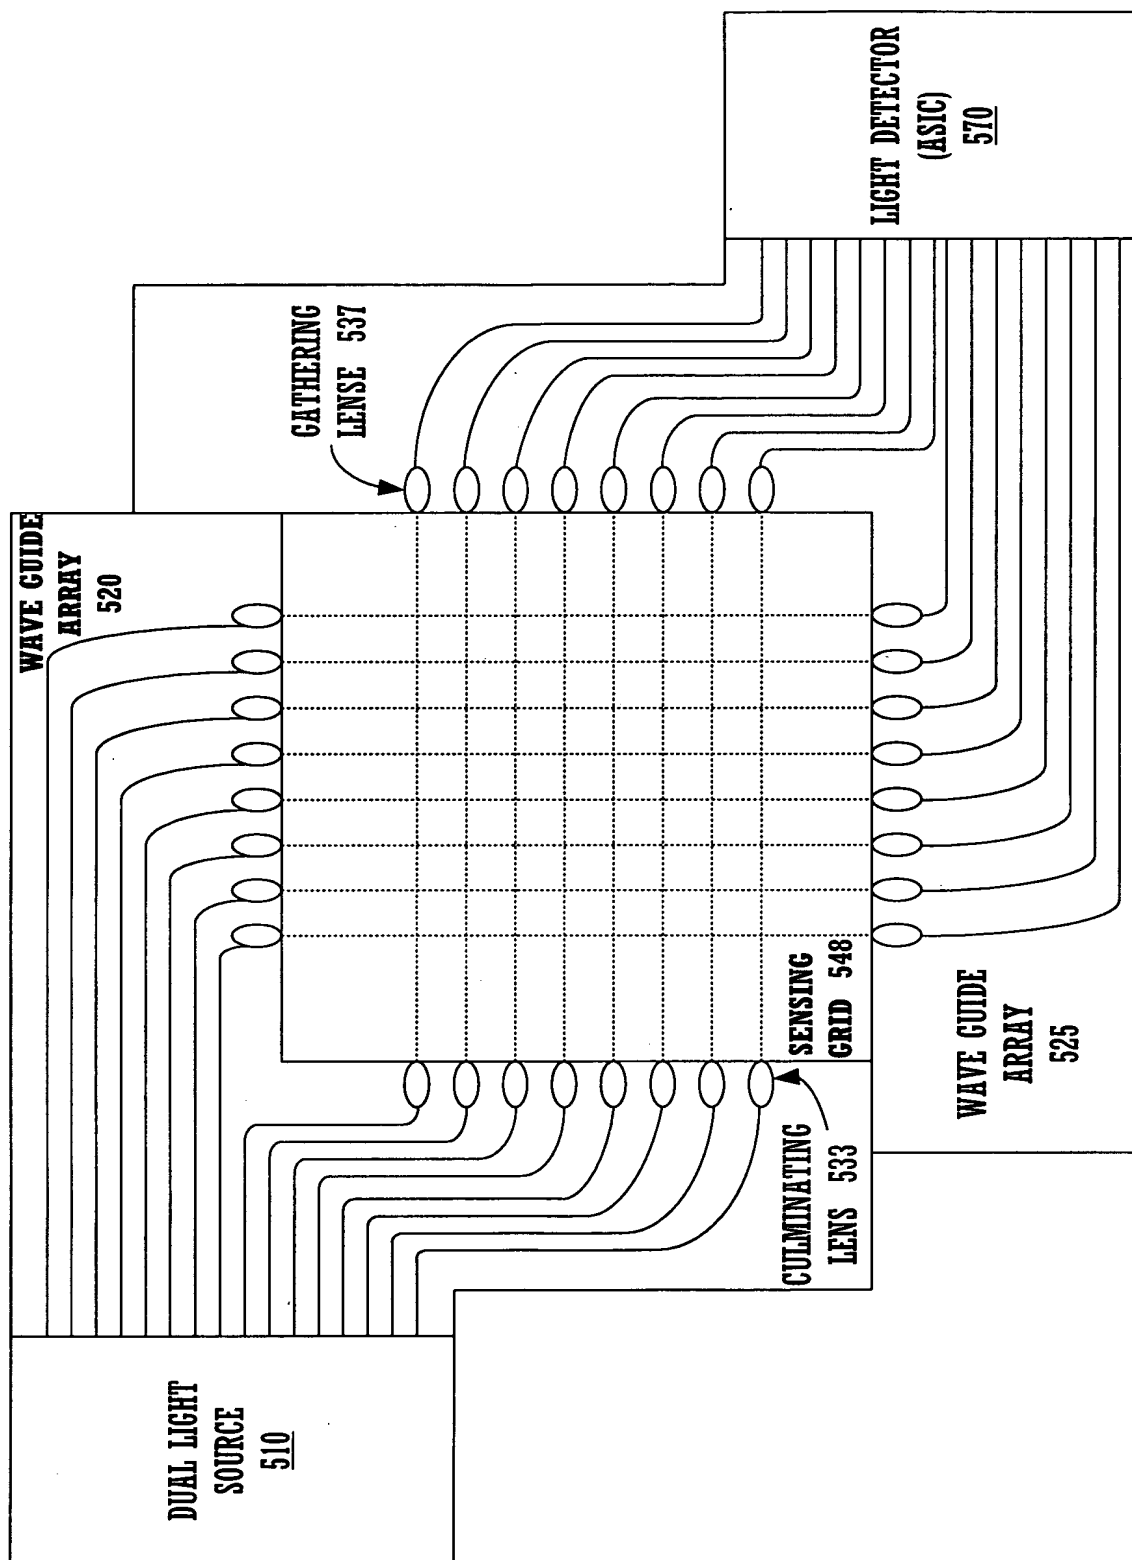 DUAL LIGHT
SOURCE
510
WAVE GUIDE
ARRAY
520
CULMINATING
LENS 533
SENSING
GRID 548
GATHERING
LENSE 537
WAVE GUIDE
ARRAY
525
LIGHT DETECTOR
(ASIC)
570